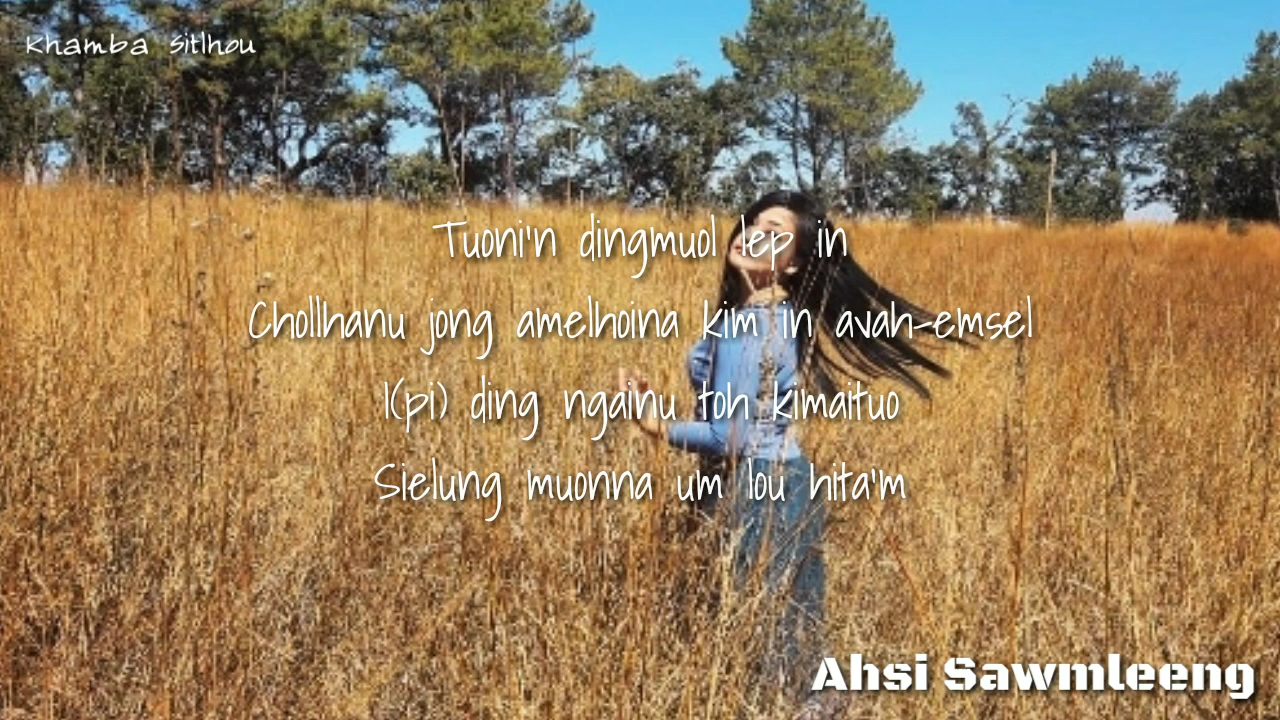 Khamba Sitlhou
Tuoni'n dingmuol lep in
Chollhanu jong amelhoina kim in avah-emsel
I(pi) ding ngainu toh kimaituo
Sielung muonna um lou hita'm
Ahsi Sawmleeng